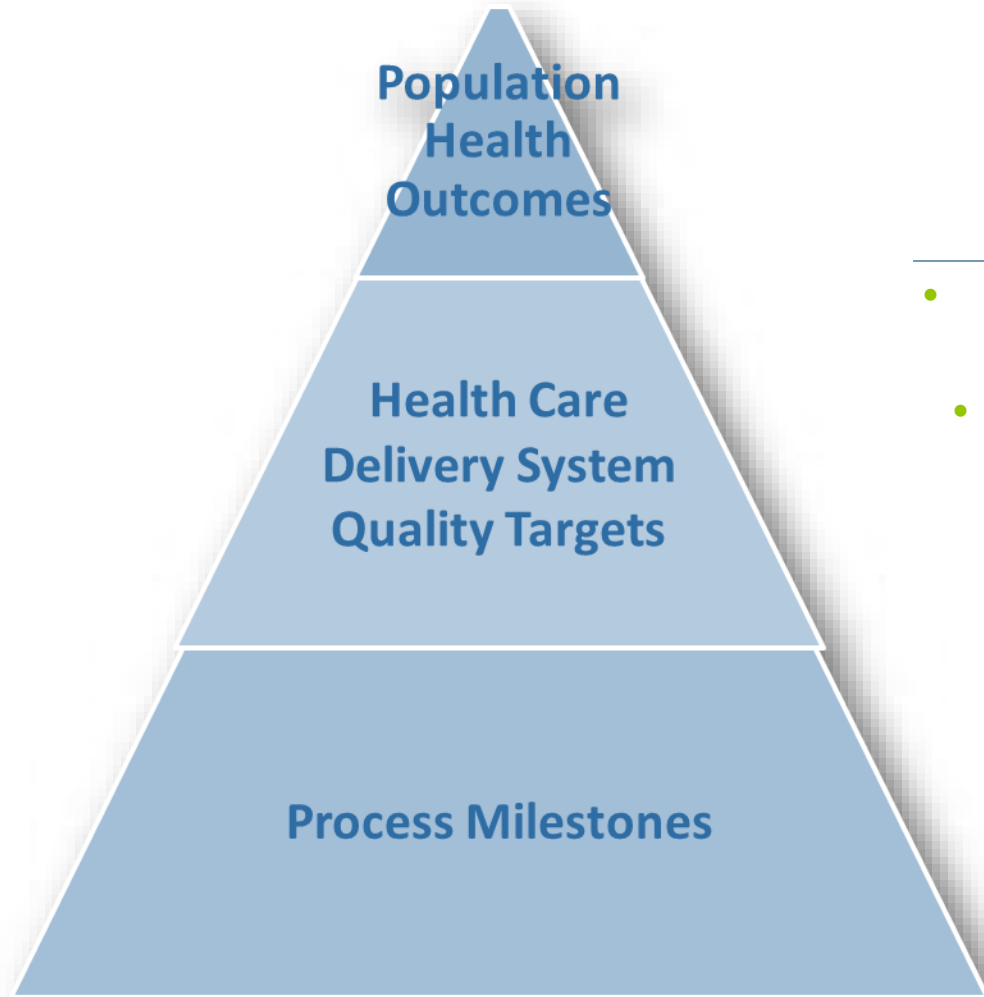 Population
Health
Outcomes
Health Care
Delivery System
Quality Targets
Process Milestones